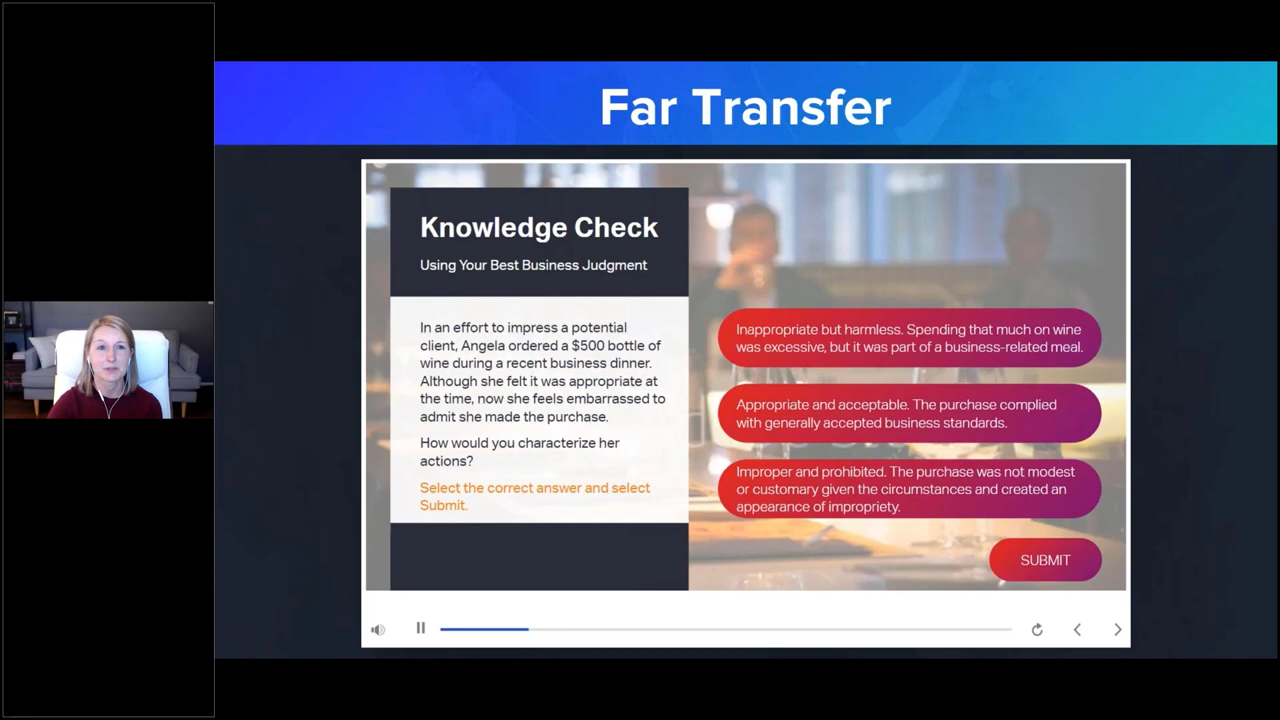 Far Transfer
Knowledge Check
Using Your Best Business Judgment
In an effort to impress a potential
client, Angela ordered a $500 bottle of
wine during a recent business dinner.
Although she felt it was appropriate at
the time, now she feels embarrassed to
admit she made the purchase.
How would you characterize her
actions?
Select the correct answer and select
Submit.
Inappropriate but harmless. Spending that much on wine
was excessive, but it was part of a business-related meal.
Appropriate and acceptable. The purchase complied
with generally accepted business standards.
Improper and prohibited. The purchase was not modest
or customary given the circumstances and created an
appearance of impropriety.
SUBMIT